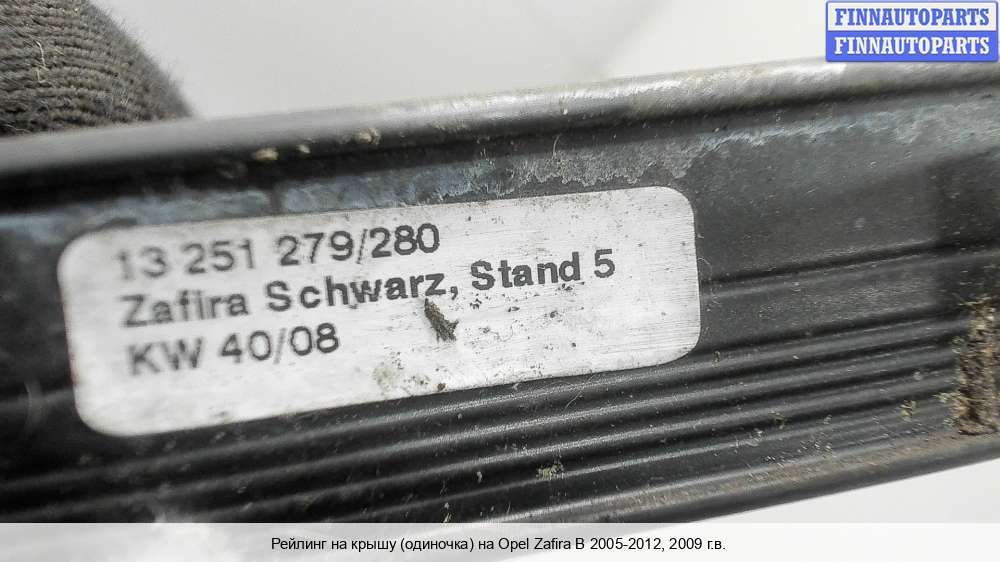 FINNAUTOPARTS
FINNAUTOPARTS
13 251 279/280
Zafira Schwarz, Stand 5
KW 40/08
Рейлинг на крышу (одиночка) на Opel Zafira B 2005-2012, 2009 г.в.